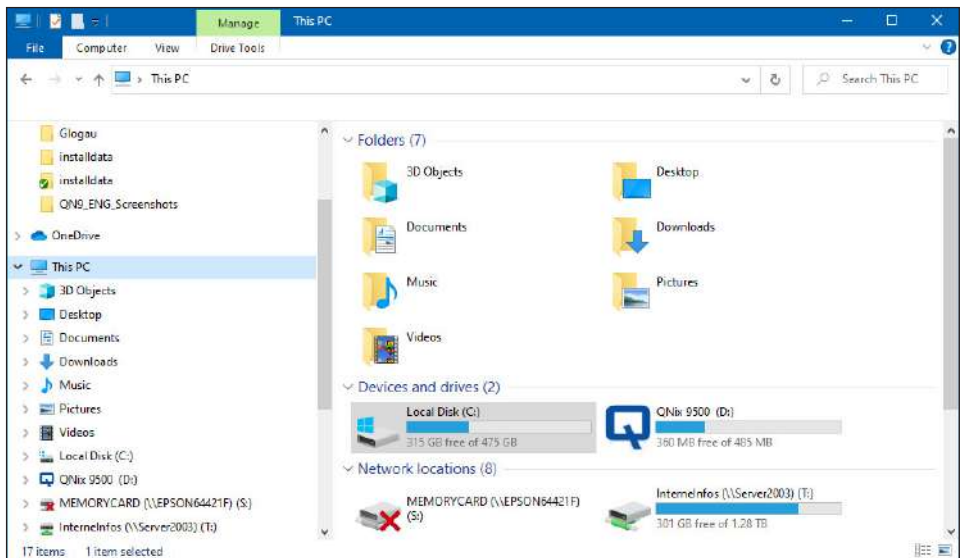 Manage This PC
File Computer View Drive Tools
This PC Search This PC
Glogau
installdata
installdata
QN9_ENG_Screenshots
OneDrive
This PC
3D Objects
Desktop
Documents
Downloads
Music
Pictures
Videos
Local Disk (C:)
QNix 9500 (D:)
MEMORYCARD (\\EPSON64421F) (S:)
InterneInfos (\\Server2003) (T:)
Folders (7)
3D Objects
Desktop
Documents
Downloads
Music
Pictures
Videos
Devices and drives (2)
Local Disk (C:)
315 GB free of 475 GB
QNix 9500 (D:)
360 MB free of 485 MB
Network locations (8)
MEMORYCARD (\\EPSON64421F)
(S:)
InterneInfos (\\Server2003) (T:)
301 GB free of 1.28 TB
17 items 1 item selected